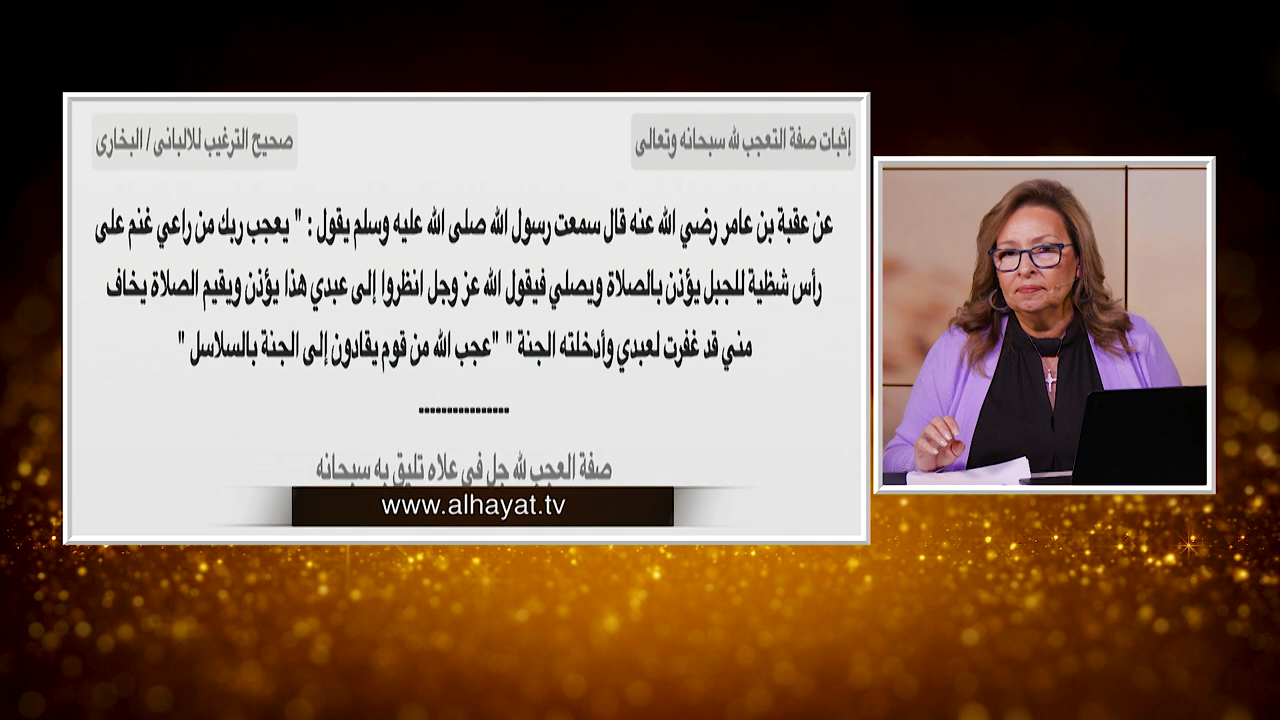 إثبات صفة التعجب لله سبحانه وتعالى
صحيح الترغيب للالبانى / البخارى
عن عقبة بن عامر رضي الله عنه قال سمعت رسول الله صلى الله عليه وسلم يقول : " يعجب ربك من راعي غنم على
رأس شظية للجبل يؤذن بالصلاة ويصلي فيقول الله عز وجل انظروا إلى عبدي هذا يؤذن ويقيم الصلاة يخاف
مني قد غفرت لعبدي وأدخلته الجنة " "عجب الله من قوم يقادون إلى الجنة بالسلاسل "
----------------
صفة العجب لله جل في علاه تليق به سبحانه
www.alhayat.tv